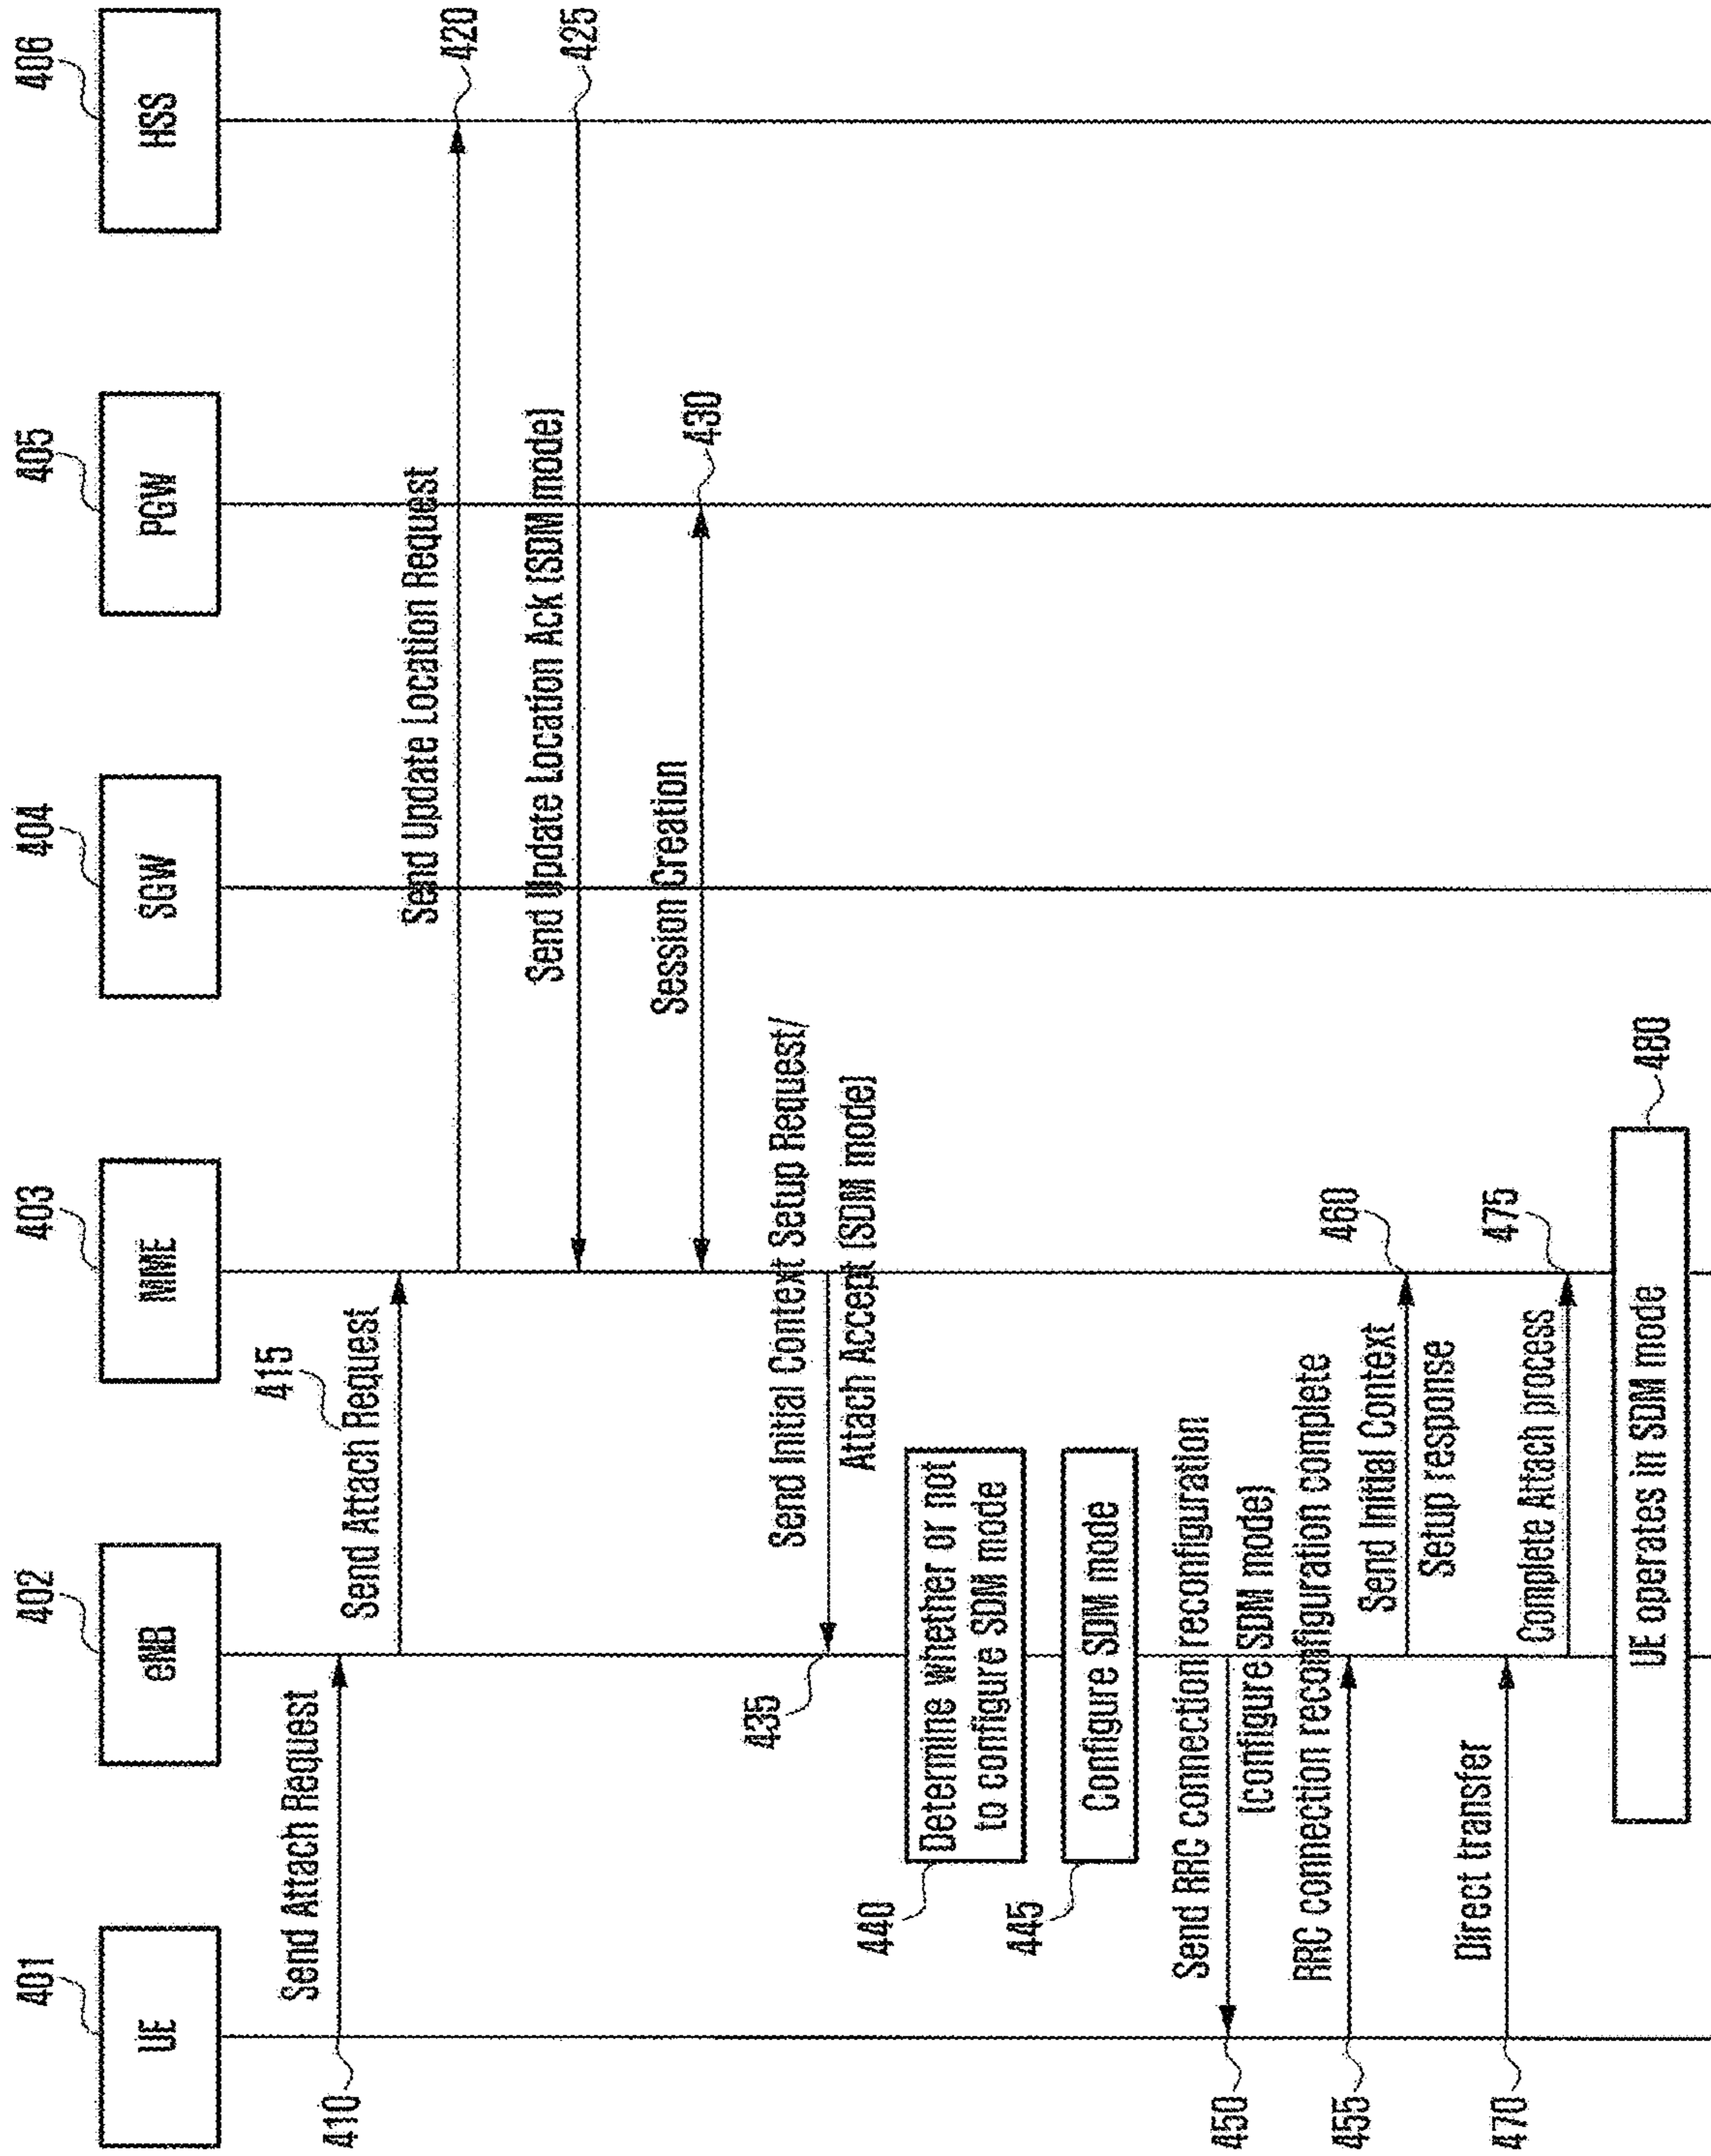 401
402
403
404
405
406
UE
eNB
MME
SGW
PGW
HSS
410
Send Attach Request
415
Send Attach Request
Send Update Location Request
420
Send Update Location Ack (SDM mode)
425
Session Creation
430
435
Send Initial Context Setup Request/
Attach Accept (SDM mode)
440
Determine whether or not
to configure SDM mode
445
Configure SDM mode
450
Send RRC connection reconfiguration
(configure SDM mode)
455
RRC connection reconfiguration complete
Send Initial Context
Setup response
460
470
Direct transfer
Complete Attach process
475
UE operates in SDM mode
480